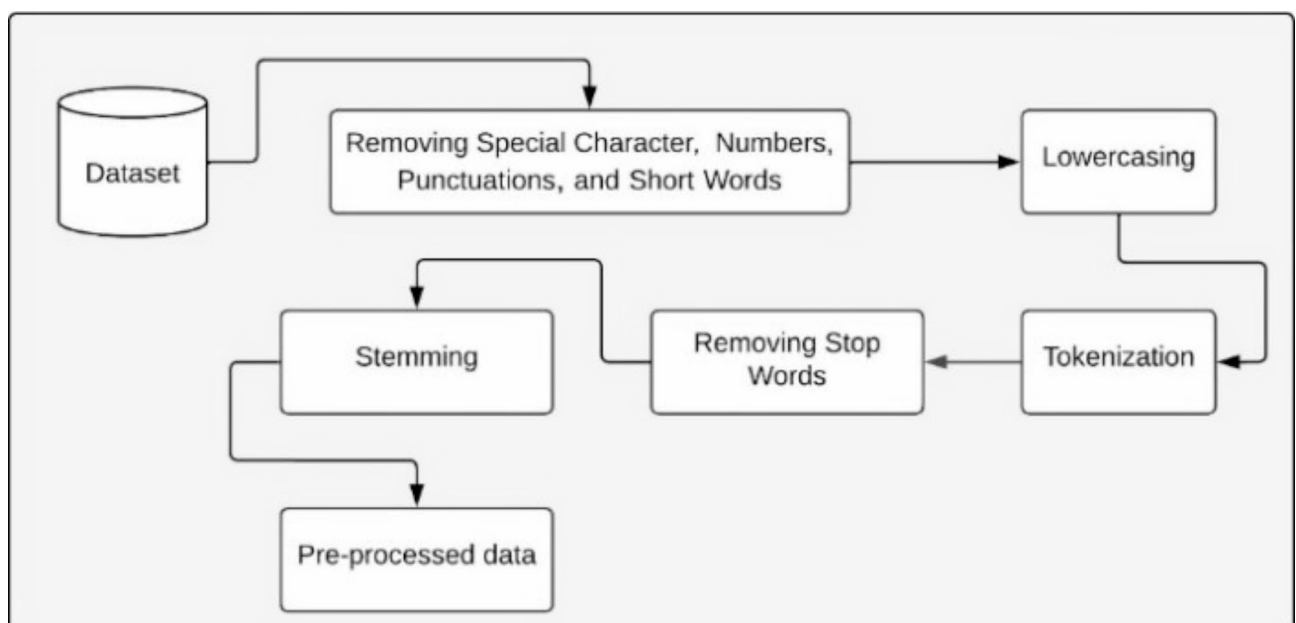 Dataset
Removing Special Character, Numbers,
Punctuations, and Short Words
Lowercasing
Tokenization
Removing Stop
Words
Stemming
Pre-processed data